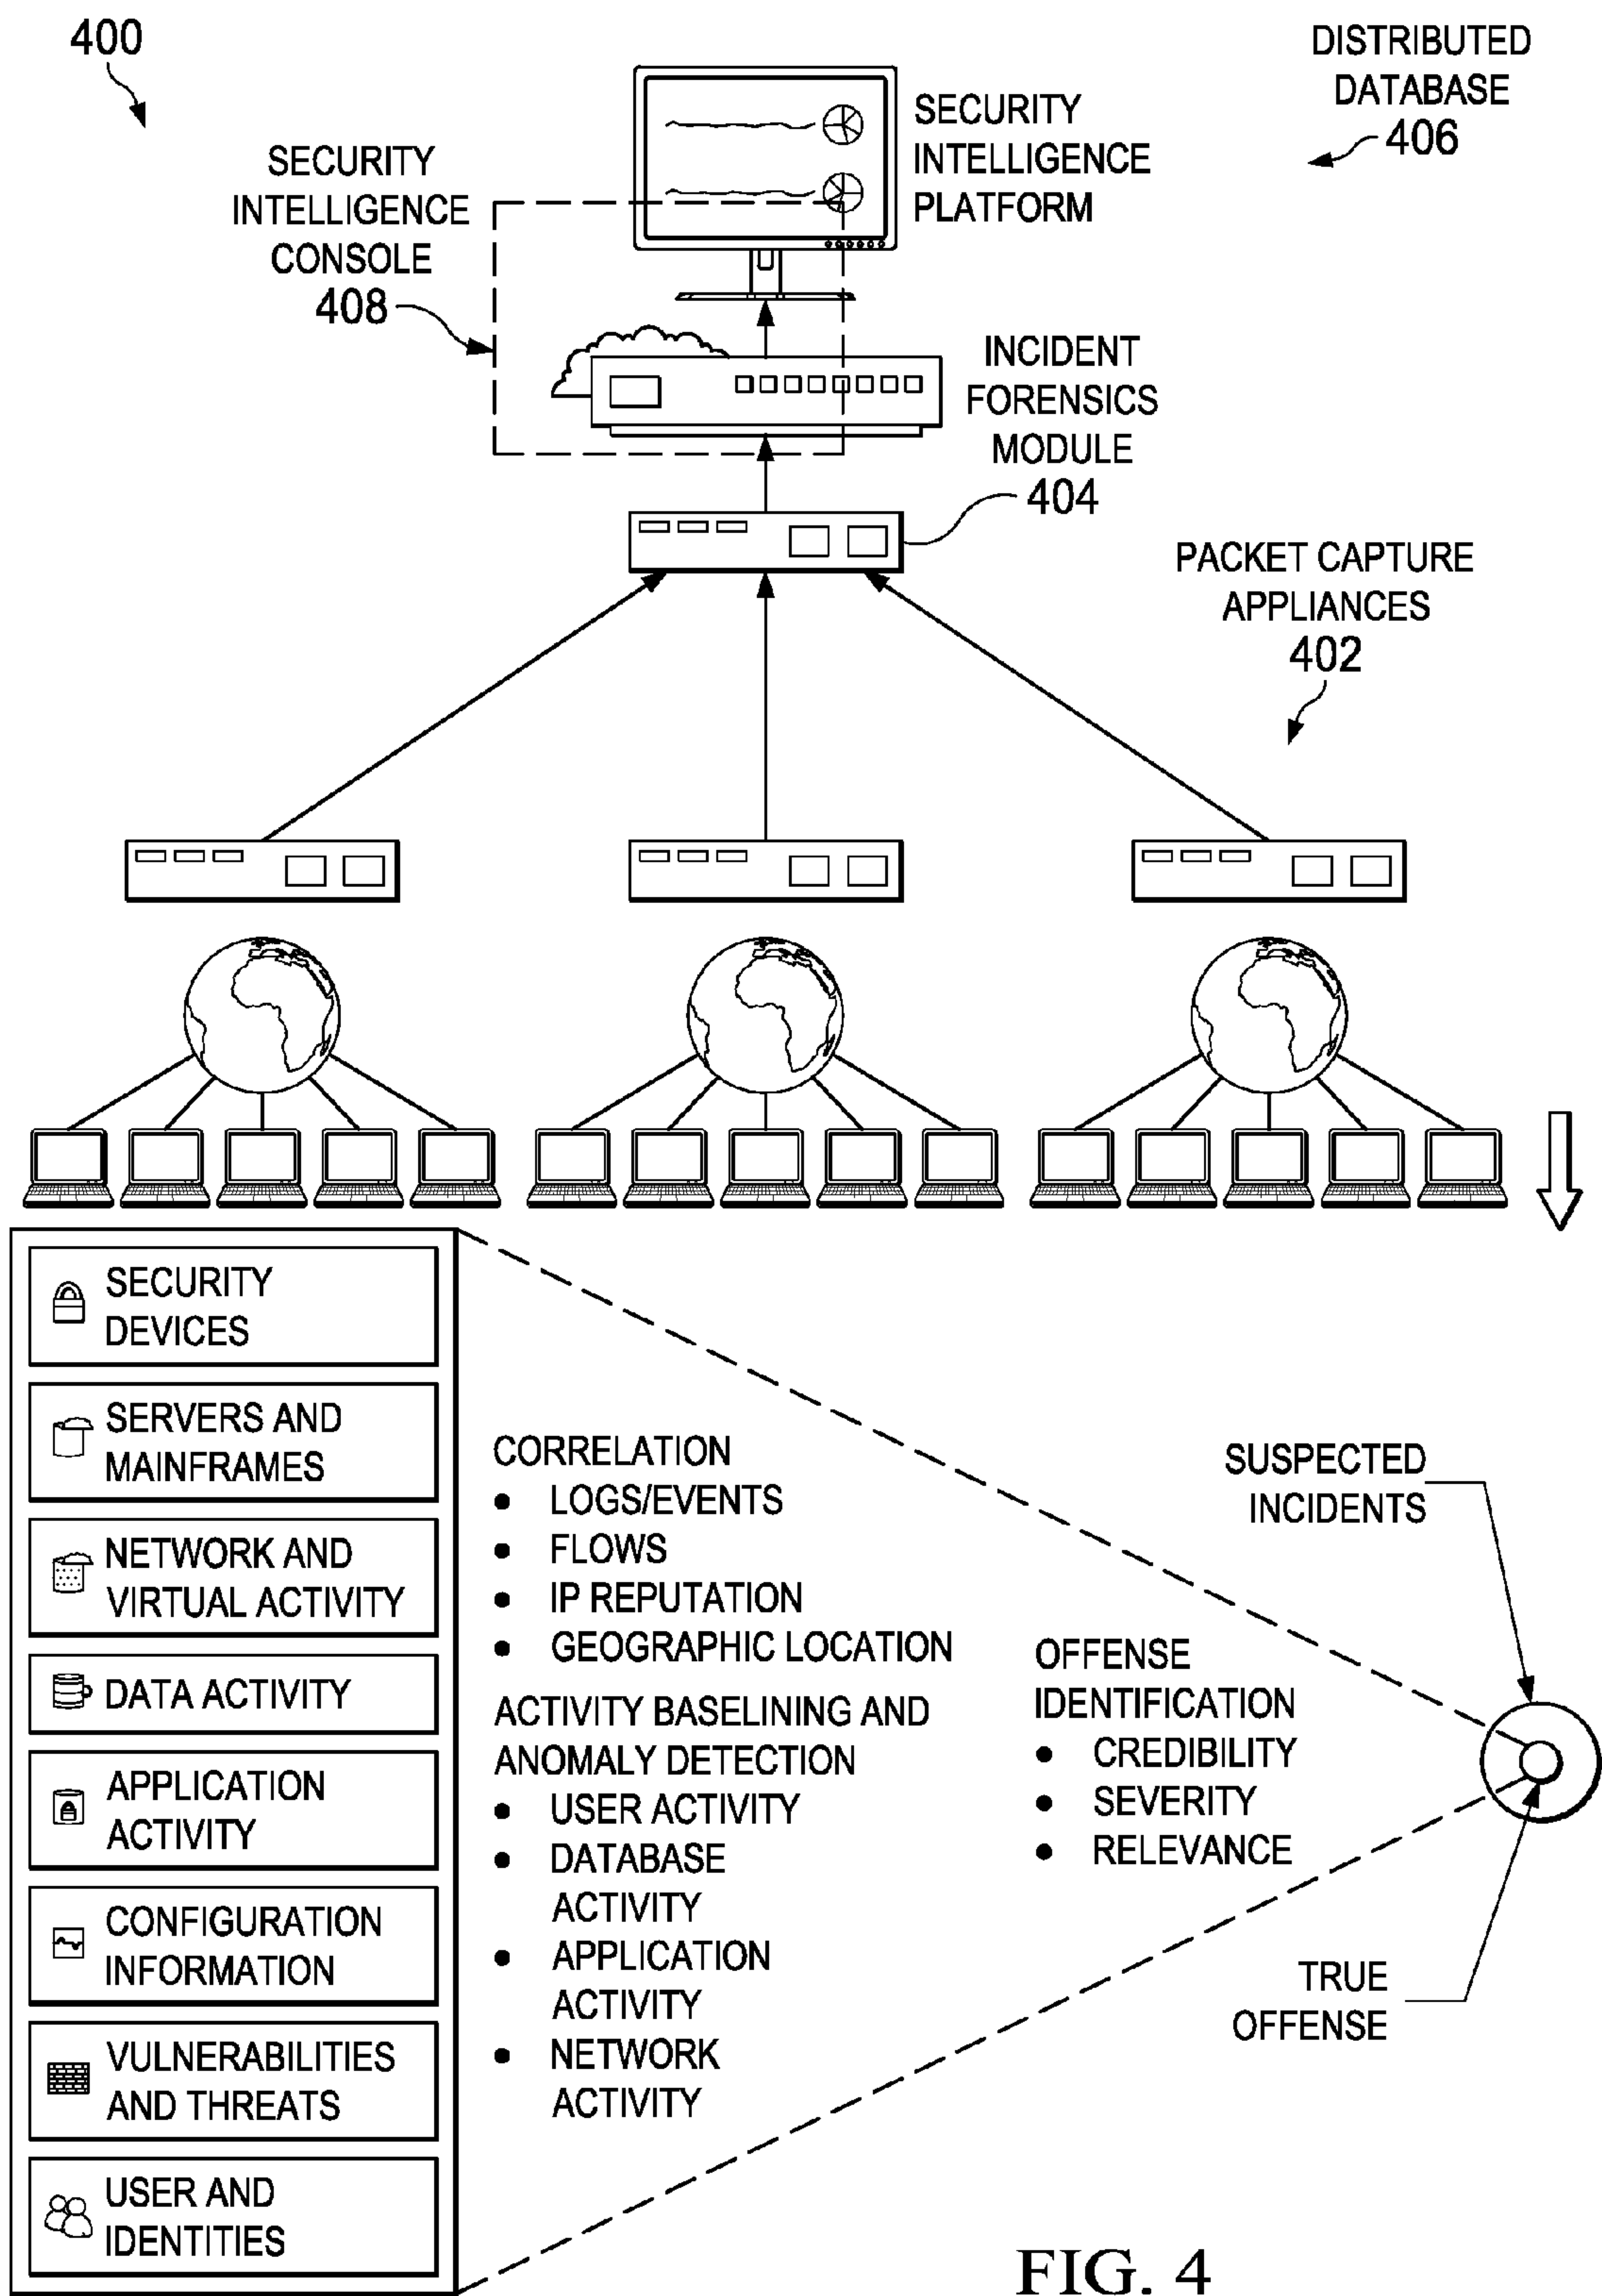 400
DISTRIBUTED
DATABASE
406
SECURITY
INTELLIGENCE
PLATFORM
SECURITY
INTELLIGENCE
CONSOLE
408
INCIDENT
FORENSICS
MODULE
404
PACKET CAPTURE
APPLIANCES
402
SECURITY
DEVICES
SERVERS AND
MAINFRAMES
NETWORK AND
VIRTUAL ACTIVITY
DATA ACTIVITY
APPLICATION
ACTIVITY
CONFIGURATION
INFORMATION
VULNERABILITIES
AND THREATS
USER AND
IDENTITIES
CORRELATION
• LOGS/EVENTS
• FLOWS
• IP REPUTATION
• GEOGRAPHIC LOCATION
ACTIVITY BASELINING AND
ANOMALY DETECTION
• USER ACTIVITY
• DATABASE
ACTIVITY
• APPLICATION
ACTIVITY
• NETWORK
ACTIVITY
OFFENSE
IDENTIFICATION
• CREDIBILITY
• SEVERITY
• RELEVANCE
SUSPECTED
INCIDENTS
TRUE
OFFENSE
FIG. 4